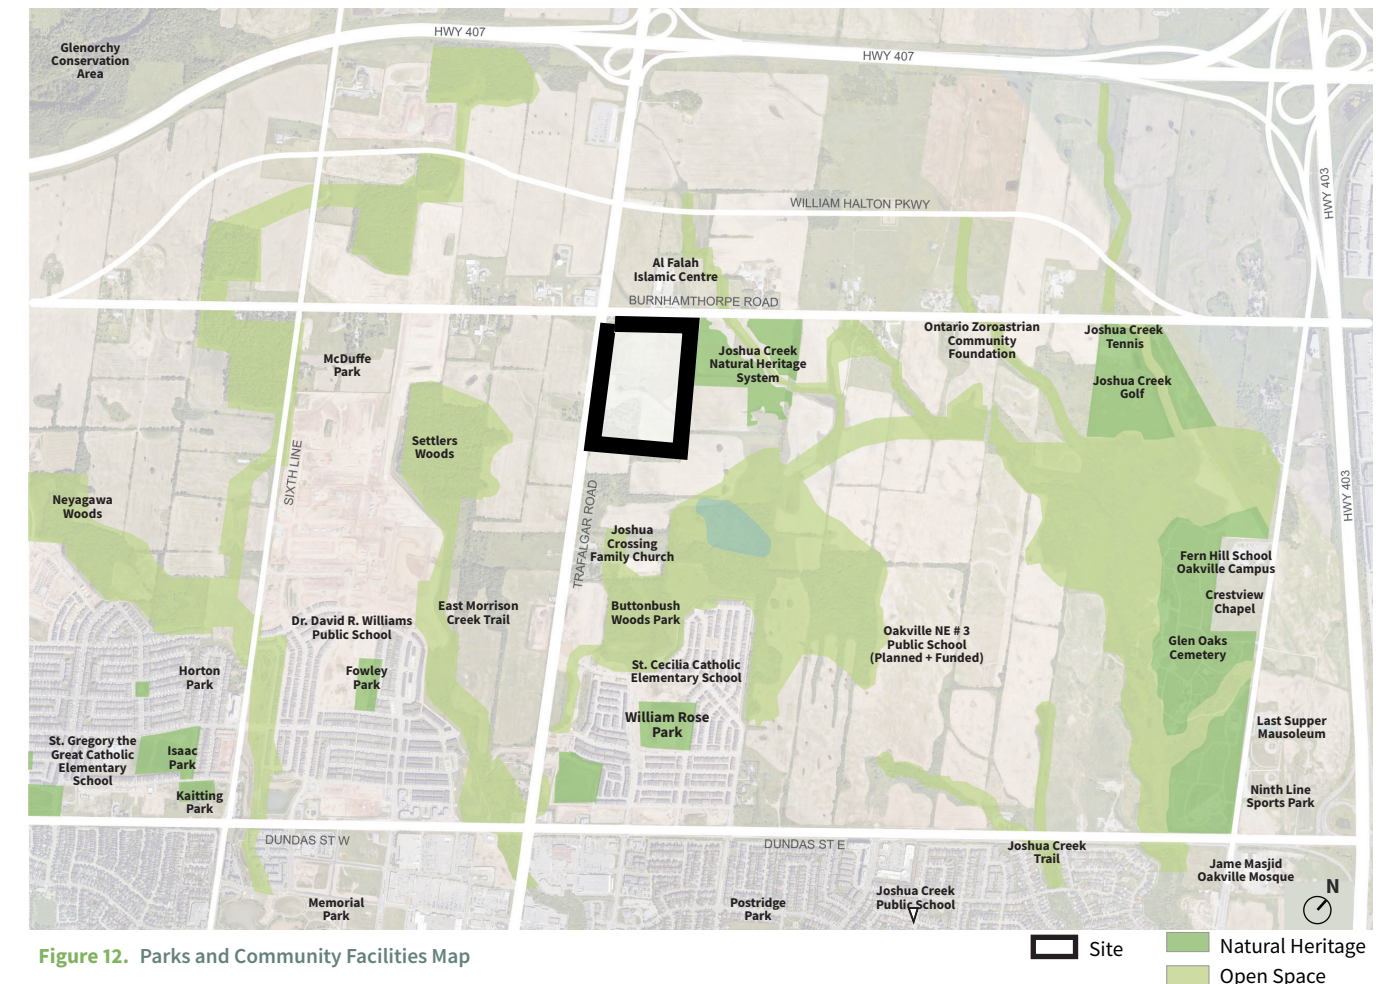 HWY 407
HWY 407
Glenorchy
Conservation
Area
HWY 403
WILLIAM HALTON PKWY
Al Falah
Islamic Centre
BURNHAMTHORPE ROAD
McDuffe
Park
Joshua Creek
Natural Heritage
System
Ontario Zoroastrian
Community
Foundation
Joshua Creek
Tennis
Joshua Creek
Golf
Settlers
Woods
SIXTH LINE
Neyagawa
Woods
TRAFALGAR ROAD
HWY 403
Joshua
Crossing
Family Church
Fern Hill School
Oakville Campus
Crestview
Chapel
East Morrison
Creek Trail
Buttonbush
Woods Park
Dr. David R. Williams
Public School
Oakville NE # 3
Public School
(Planned + Funded)
Glen Oaks
Cemetery
Horton
Park
Fowley
Park
St. Cecilia Catholic
Elementary School
William Rose
Park
Last Supper
Mausoleum
St. Gregory the
Great Catholic
Elementary
School
Isaac
Park
Kaitting
Park
Ninth Line
Sports Park
DUNDAS ST W
DUNDAS ST E
Joshua Creek
Trail
Jame Masjid
Oakville Mosque
Memorial
Park
Postridge
Park
Joshua Creek
Public School
N
Figure 12. Parks and Community Facilities Map
Site
Natural Heritage
Open Space